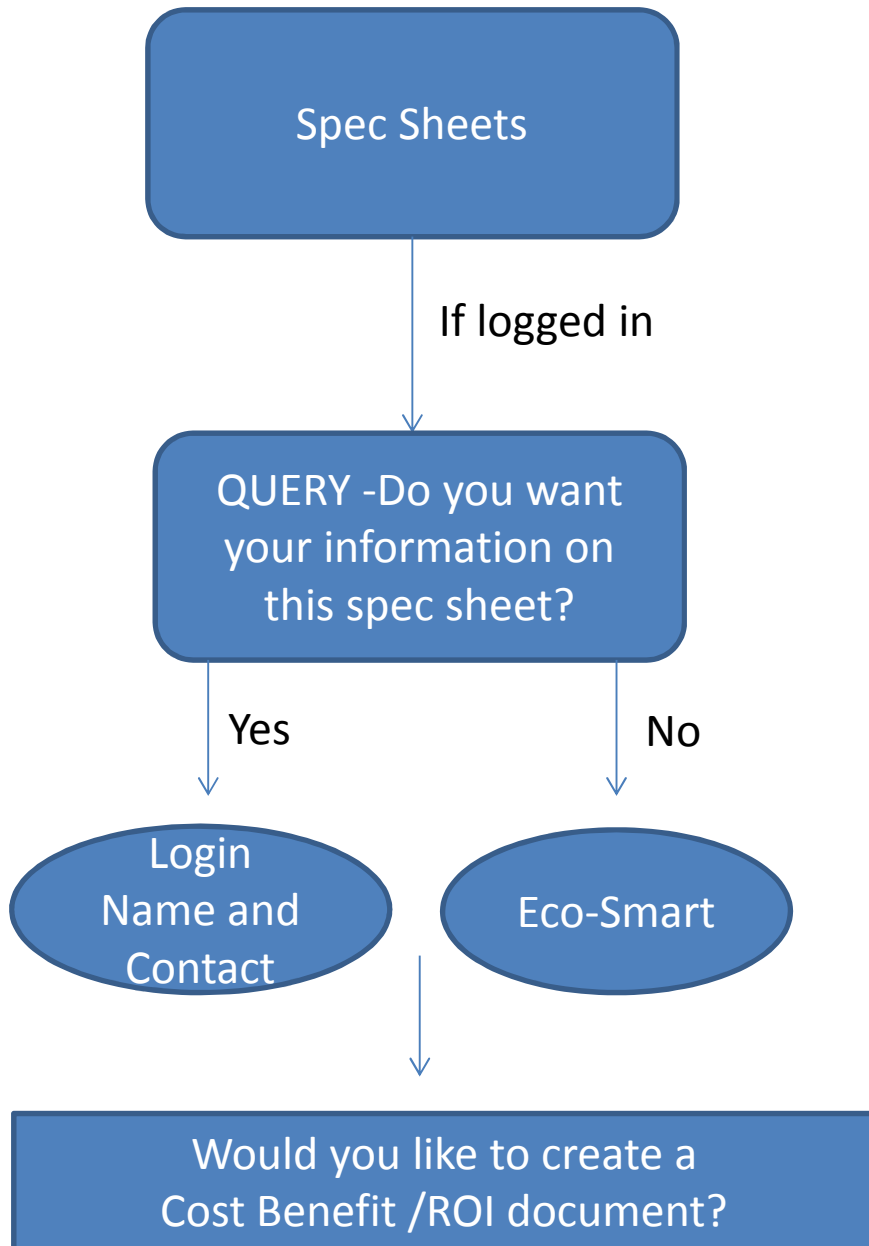 Spec Sheets
If logged in
QUERY -Do you want
your information on
this spec sheet?
Yes
No
Login
Name and
Contact
Eco-Smart
Would you like to create a
Cost Benefit /ROI document?